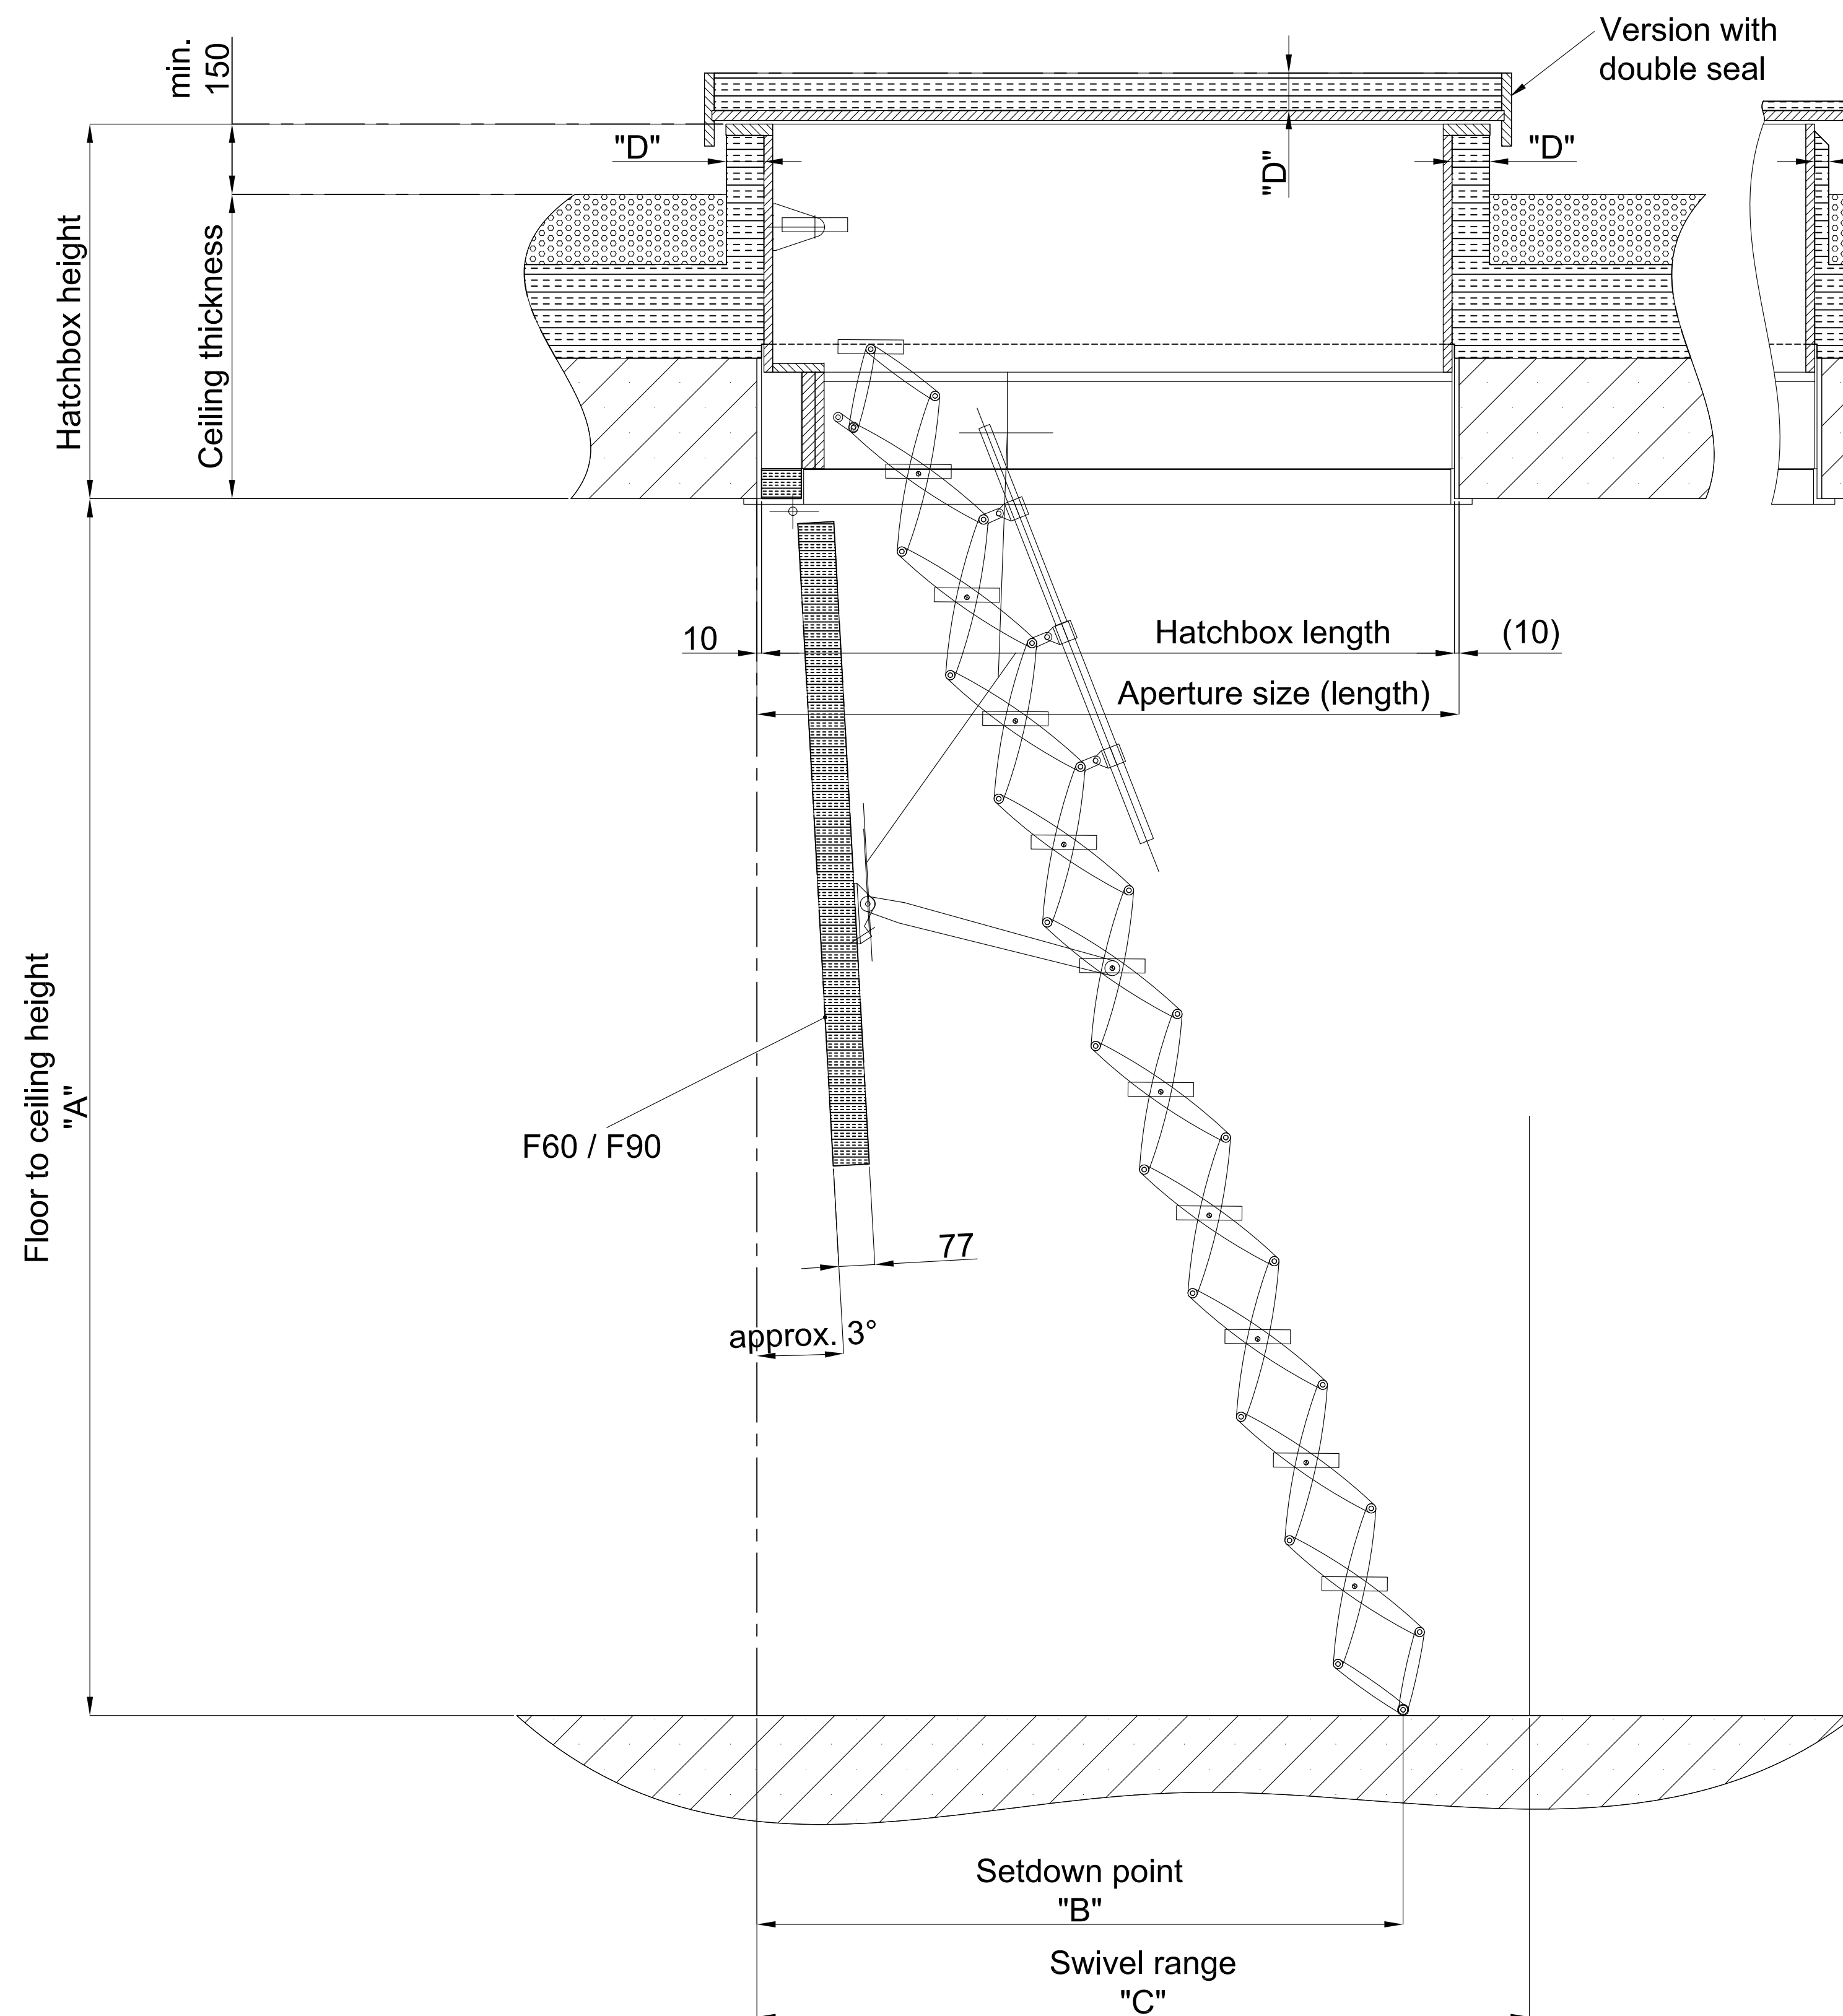 Version with
double seal
min.
150
"D"
"D"
"D"
Hatchbox height
Ceiling thickness
10
Hatchbox length
(10)
Aperture size (length)
Floor to ceiling height
"A"
F60 / F90
77
approx. 3°
Setdown point
"B"
Swivel range
"C"